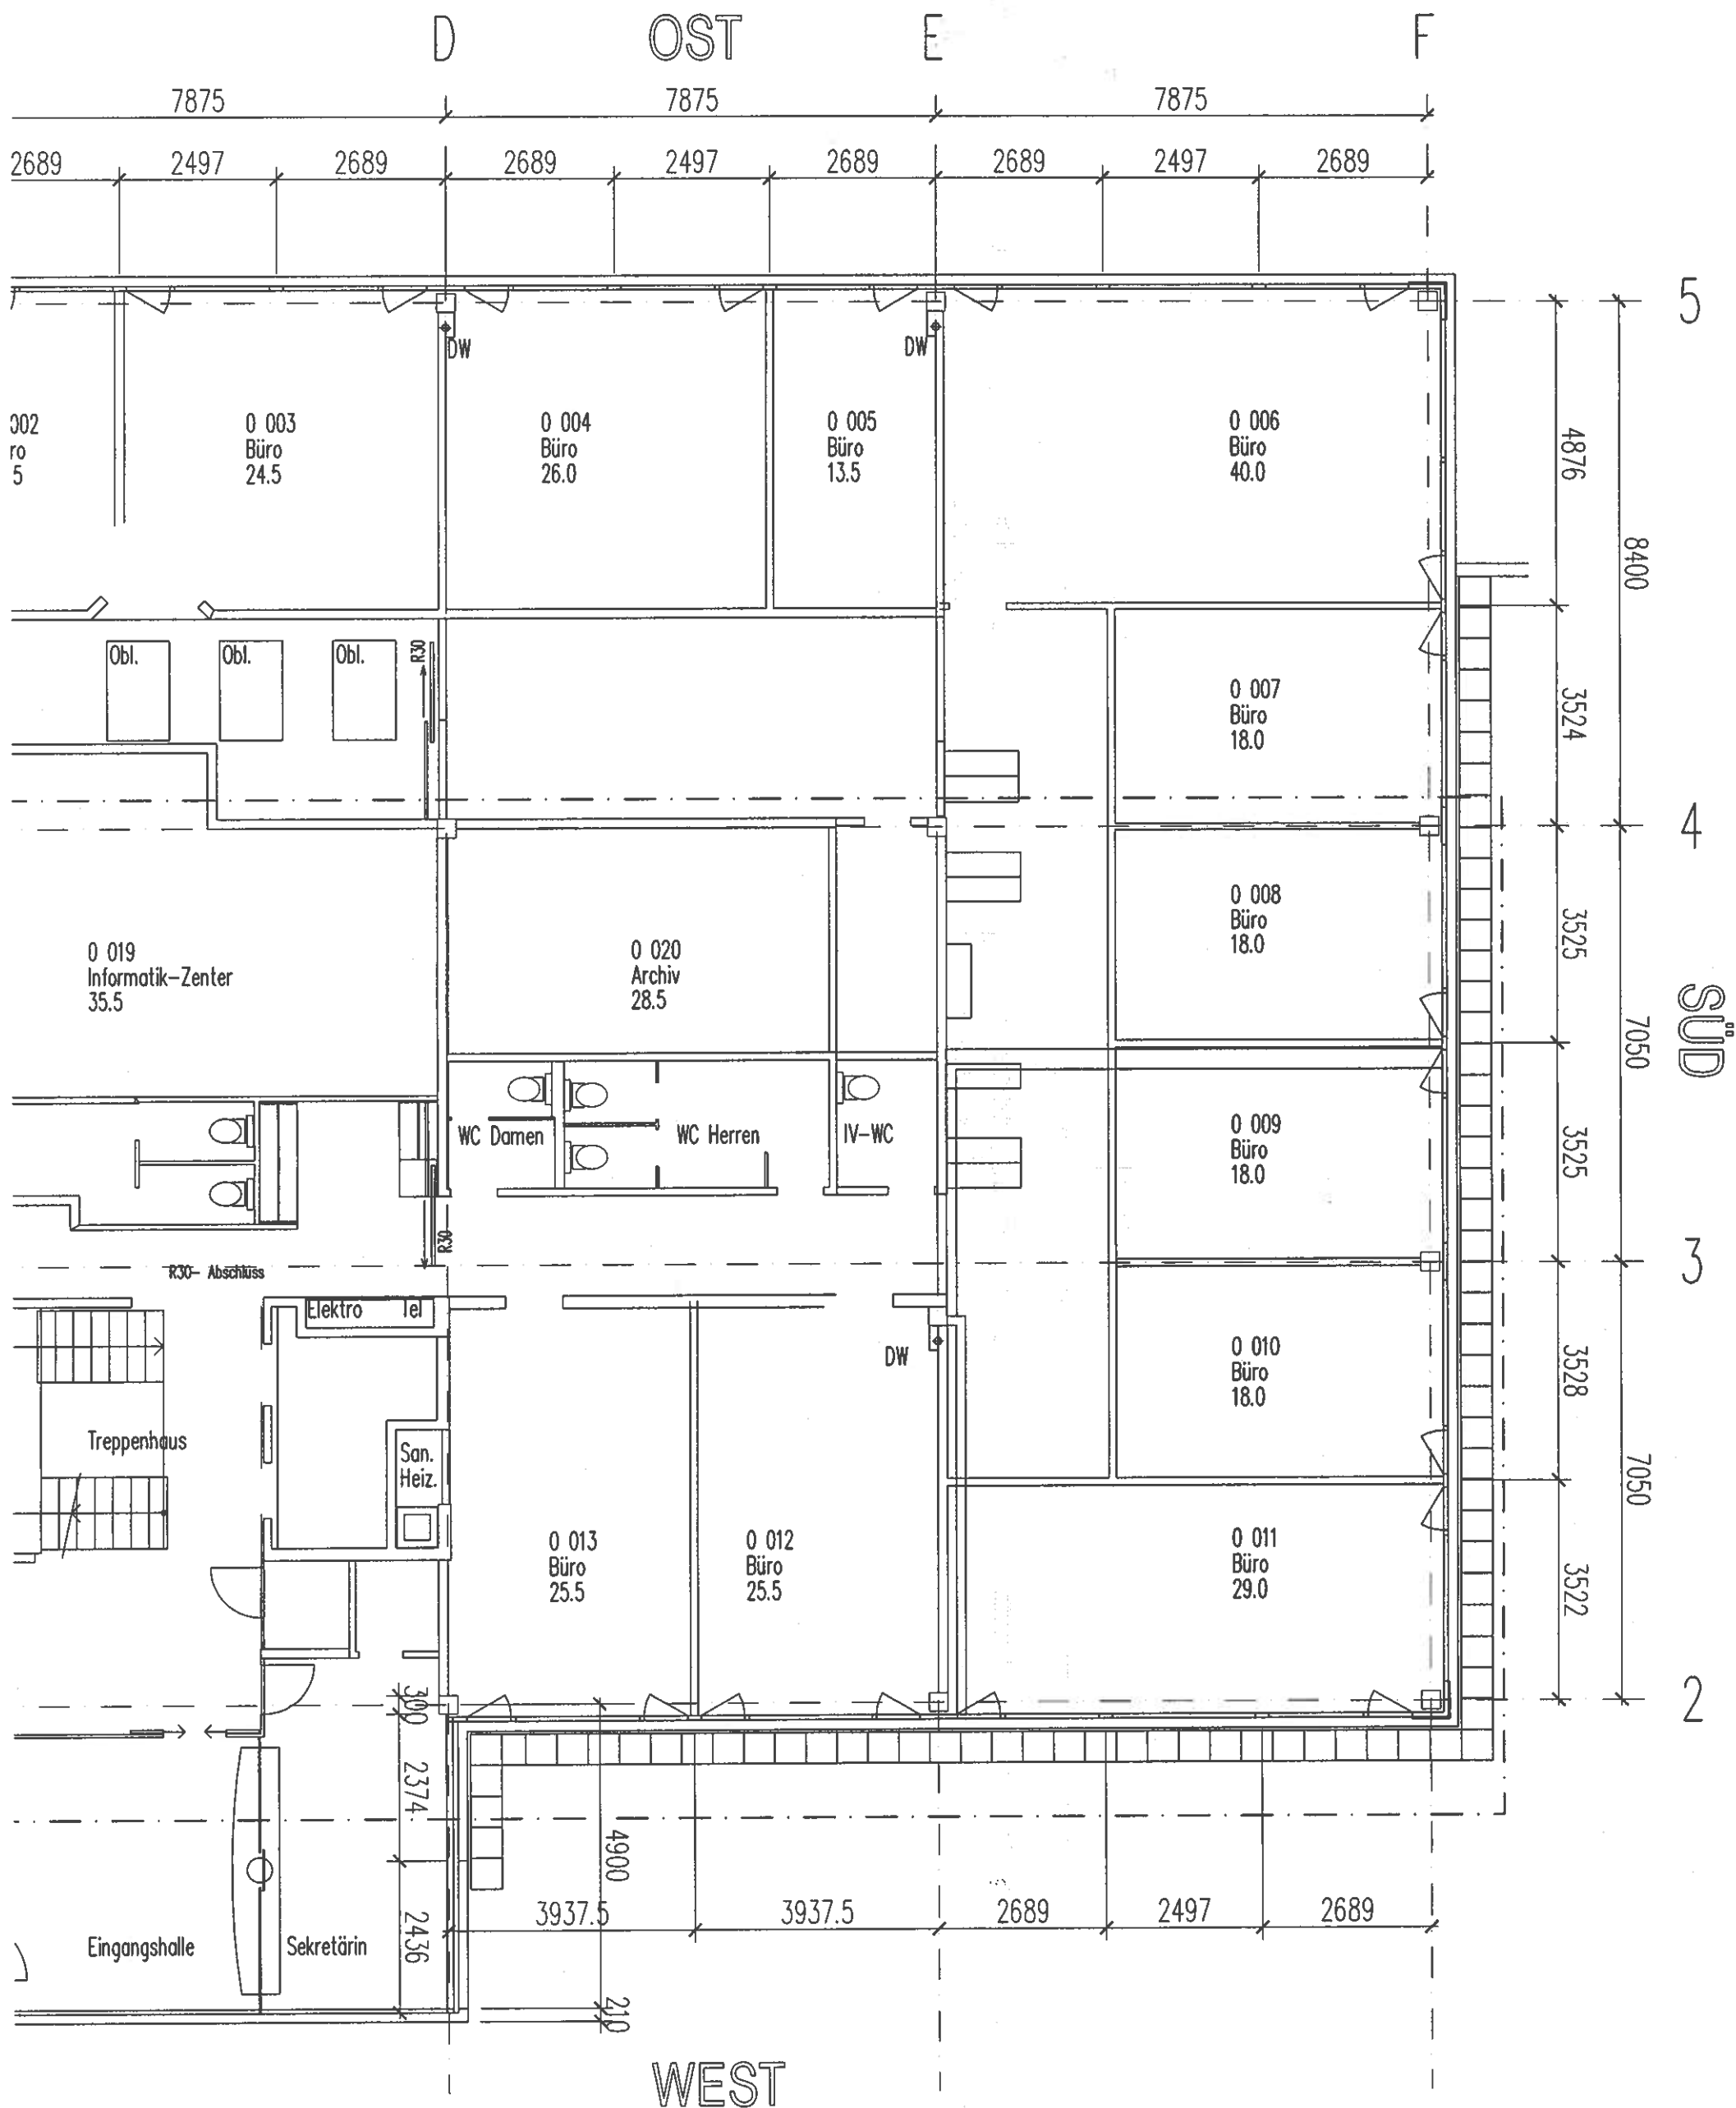 D OST E F
7875 7875 7875
2689 2497 2689 2689 2497 2689 2689 2497 2689
5
DW
DW
002
ro
5
0 003
Büro
24.5
0 004
Büro
26.0
0 005
Büro
13.5
0 006
Büro
40.0
4876
8400
Obl.
Obl.
Obl.
R30
0 007
Büro
18.0
3524
4
0 019
Informatik-Zenter
35.5
0 020
Archiv
28.5
0 008
Büro
18.0
3525
SÜD
7050
WC Damen
WC Herren
IV-WC
0 009
Büro
18.0
3525
R30
R30- Abschluss
3
Elektro Tel
DW
0 010
Büro
18.0
3528
7050
Treppenhaus
San.
Heiz.
0 013
Büro
25.5
0 012
Büro
25.5
0 011
Büro
29.0
3522
2
300
2374
4900
3937.5 3937.5 2689 2497 2689
2436
Eingangshalle
Sekretärin
210
WEST